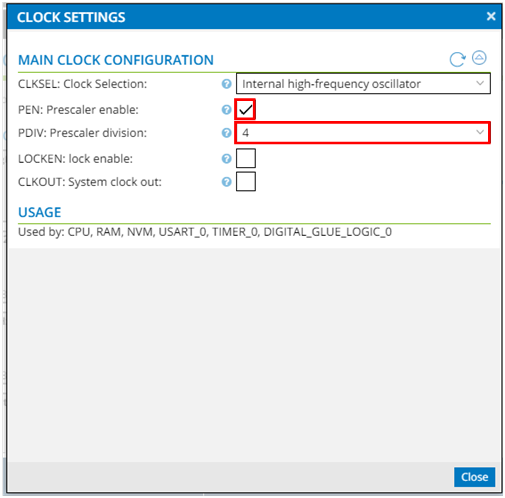 CLOCK SETTINGS
MAIN CLOCK CONFIGURATION
CLKSEL: Clock Selection: Internal high-frequency oscillator
PEN: Prescaler enable:
PDIV: Prescaler division: 4
LOCKEN: lock enable:
CLKOUT: System clock out:
USAGE
Used by: CPU, RAM, NVM, USART_0, TIMER_0, DIGITAL_GLUE_LOGIC_0
Close